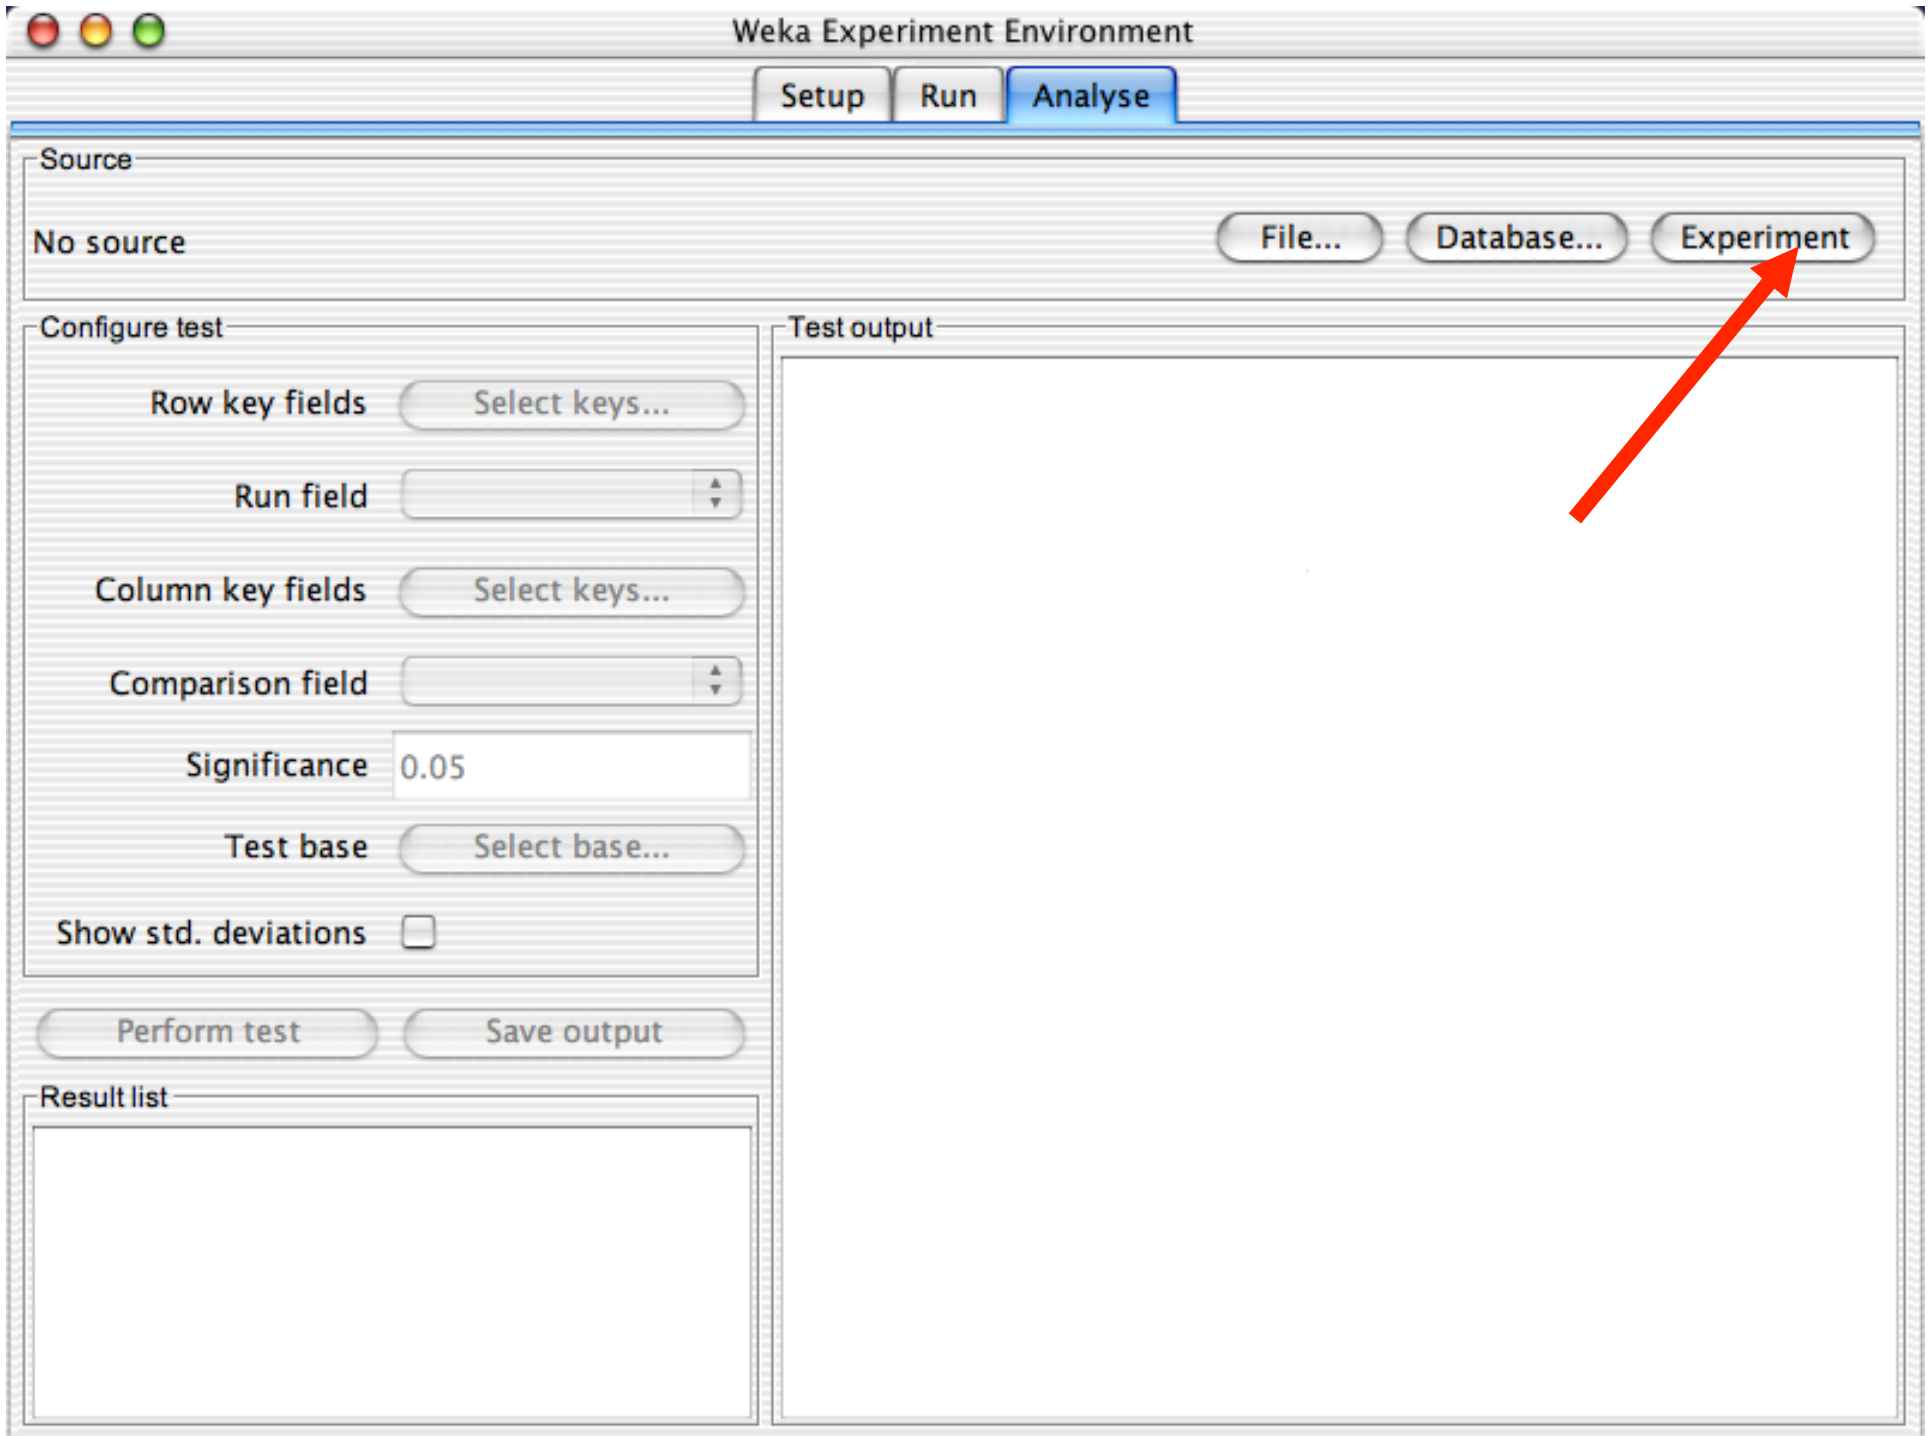 Weka Experiment Environment
Setup Run Analyse
Source
No source File... Database... Experiment
Configure test
Row key fields Select keys...
Run field
Column key fields Select keys...
Comparison field
Significance 0.05
Test base Select base...
Show std. deviations
Perform test Save output
Result list
Test output